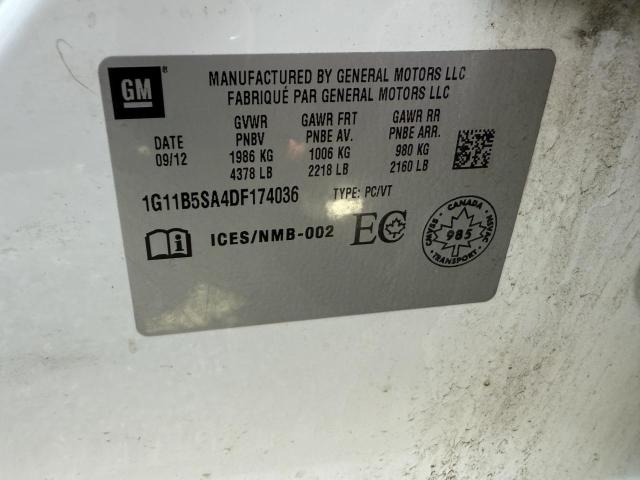 GM ®
MANUFACTURED BY GENERAL MOTORS LLC
FABRIQUÉ PAR GENERAL MOTORS LLC
GVWR GAWR FRT GAWR RR
DATE PNBV PNBE AV. PNBE ARR.
09/12 1986 KG 1006 KG 980 KG
4378 LB 2218 LB 2160 LB
1G11B5SA4DF174036 TYPE: PC/VT
i ICES/NMB-002 EC
CANADA
CMVSS 985 NSVAC
TRANSPORT